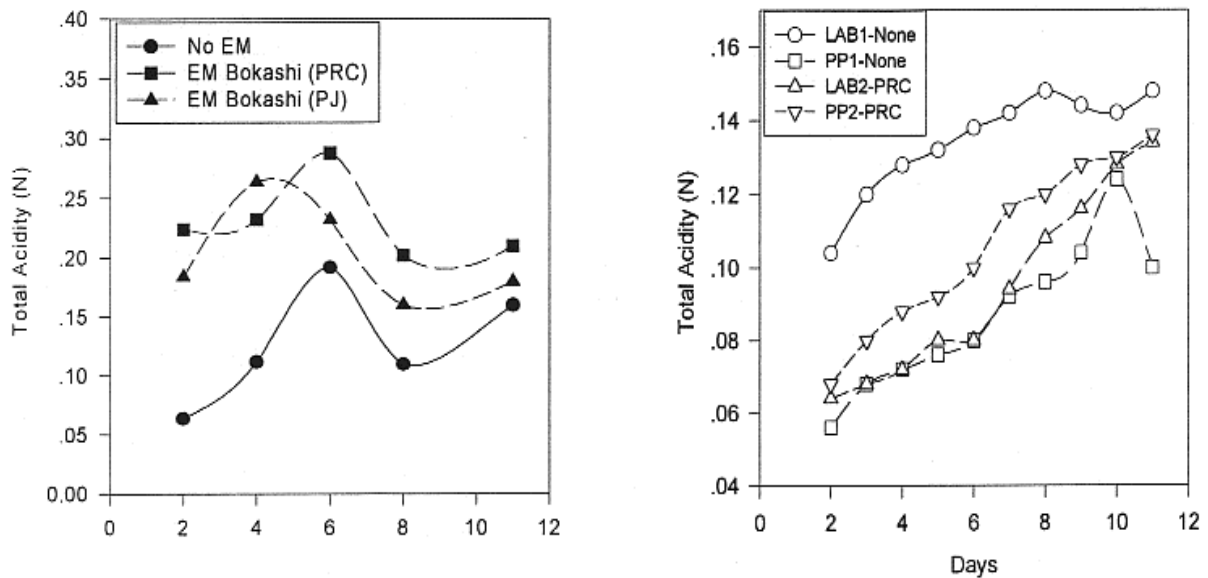 Total Acidity (N)
.40
.35
.30
.25
.20
.15
.10
.05
0.00
No EM
EM Bokashi (PRC)
EM Bokashi (PJ)
0 2 4 6 8 10 12
Total Acidity (N)
.16
.14
.12
.10
.08
.06
.04
LAB1-None
PP1-None
LAB2-PRC
PP2-PRC
0 2 4 6 8 10 12
Days